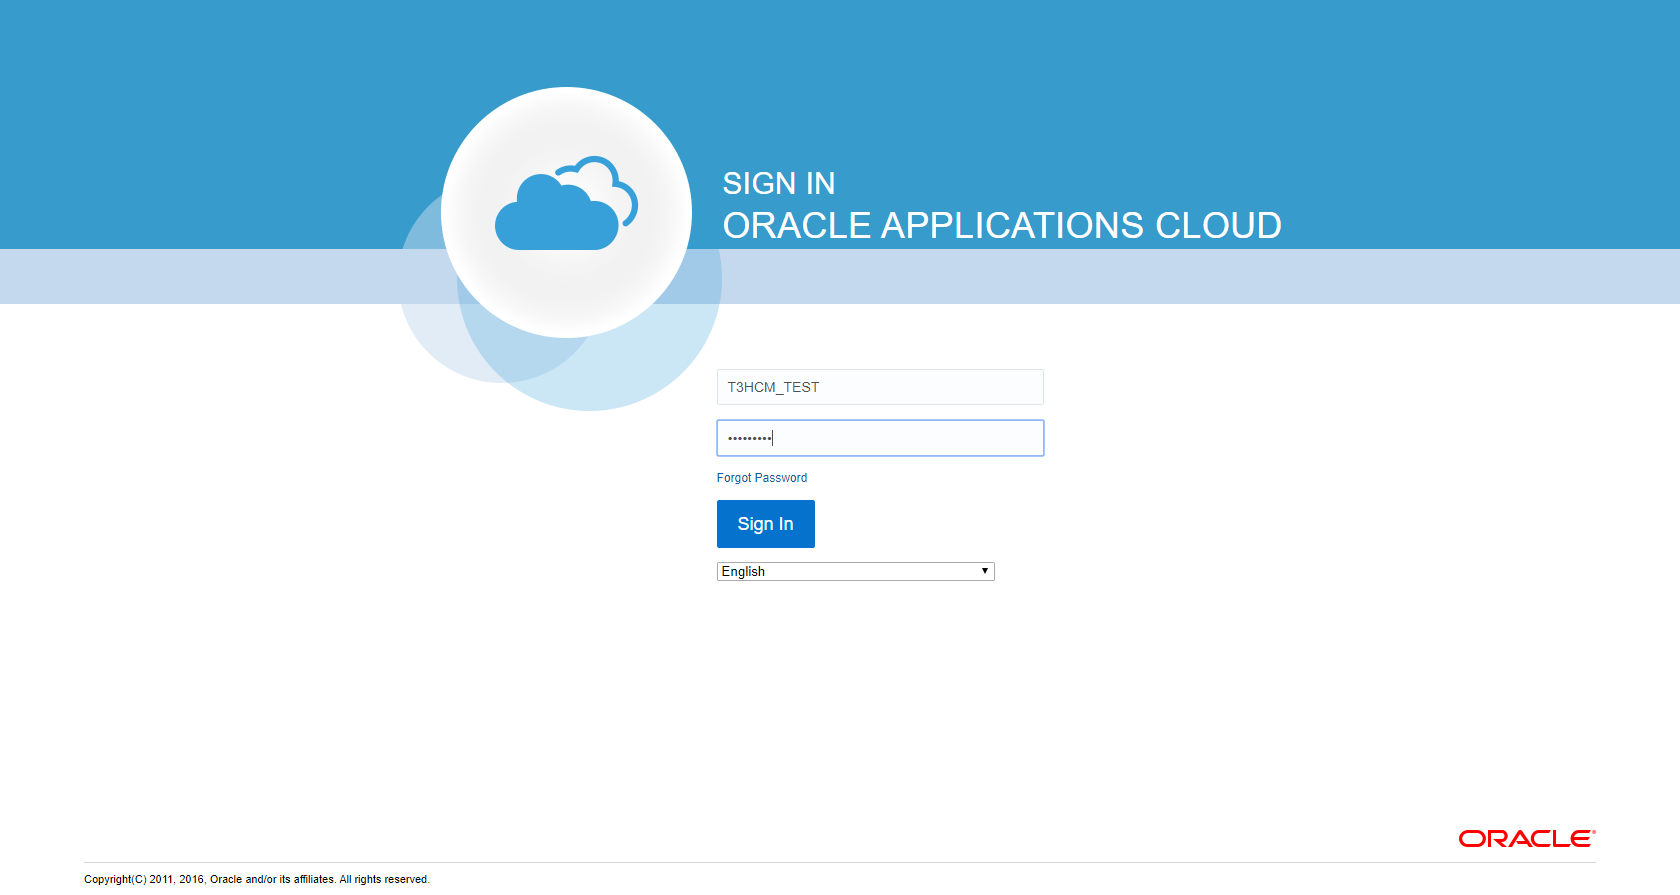 SIGN IN
ORACLE APPLICATIONS CLOUD
T3HCM_TEST
•••••••••
Forgot Password
Sign In
English
ORACLE
Copyright(C) 2011, 2016, Oracle and/or its affiliates. All rights reserved.